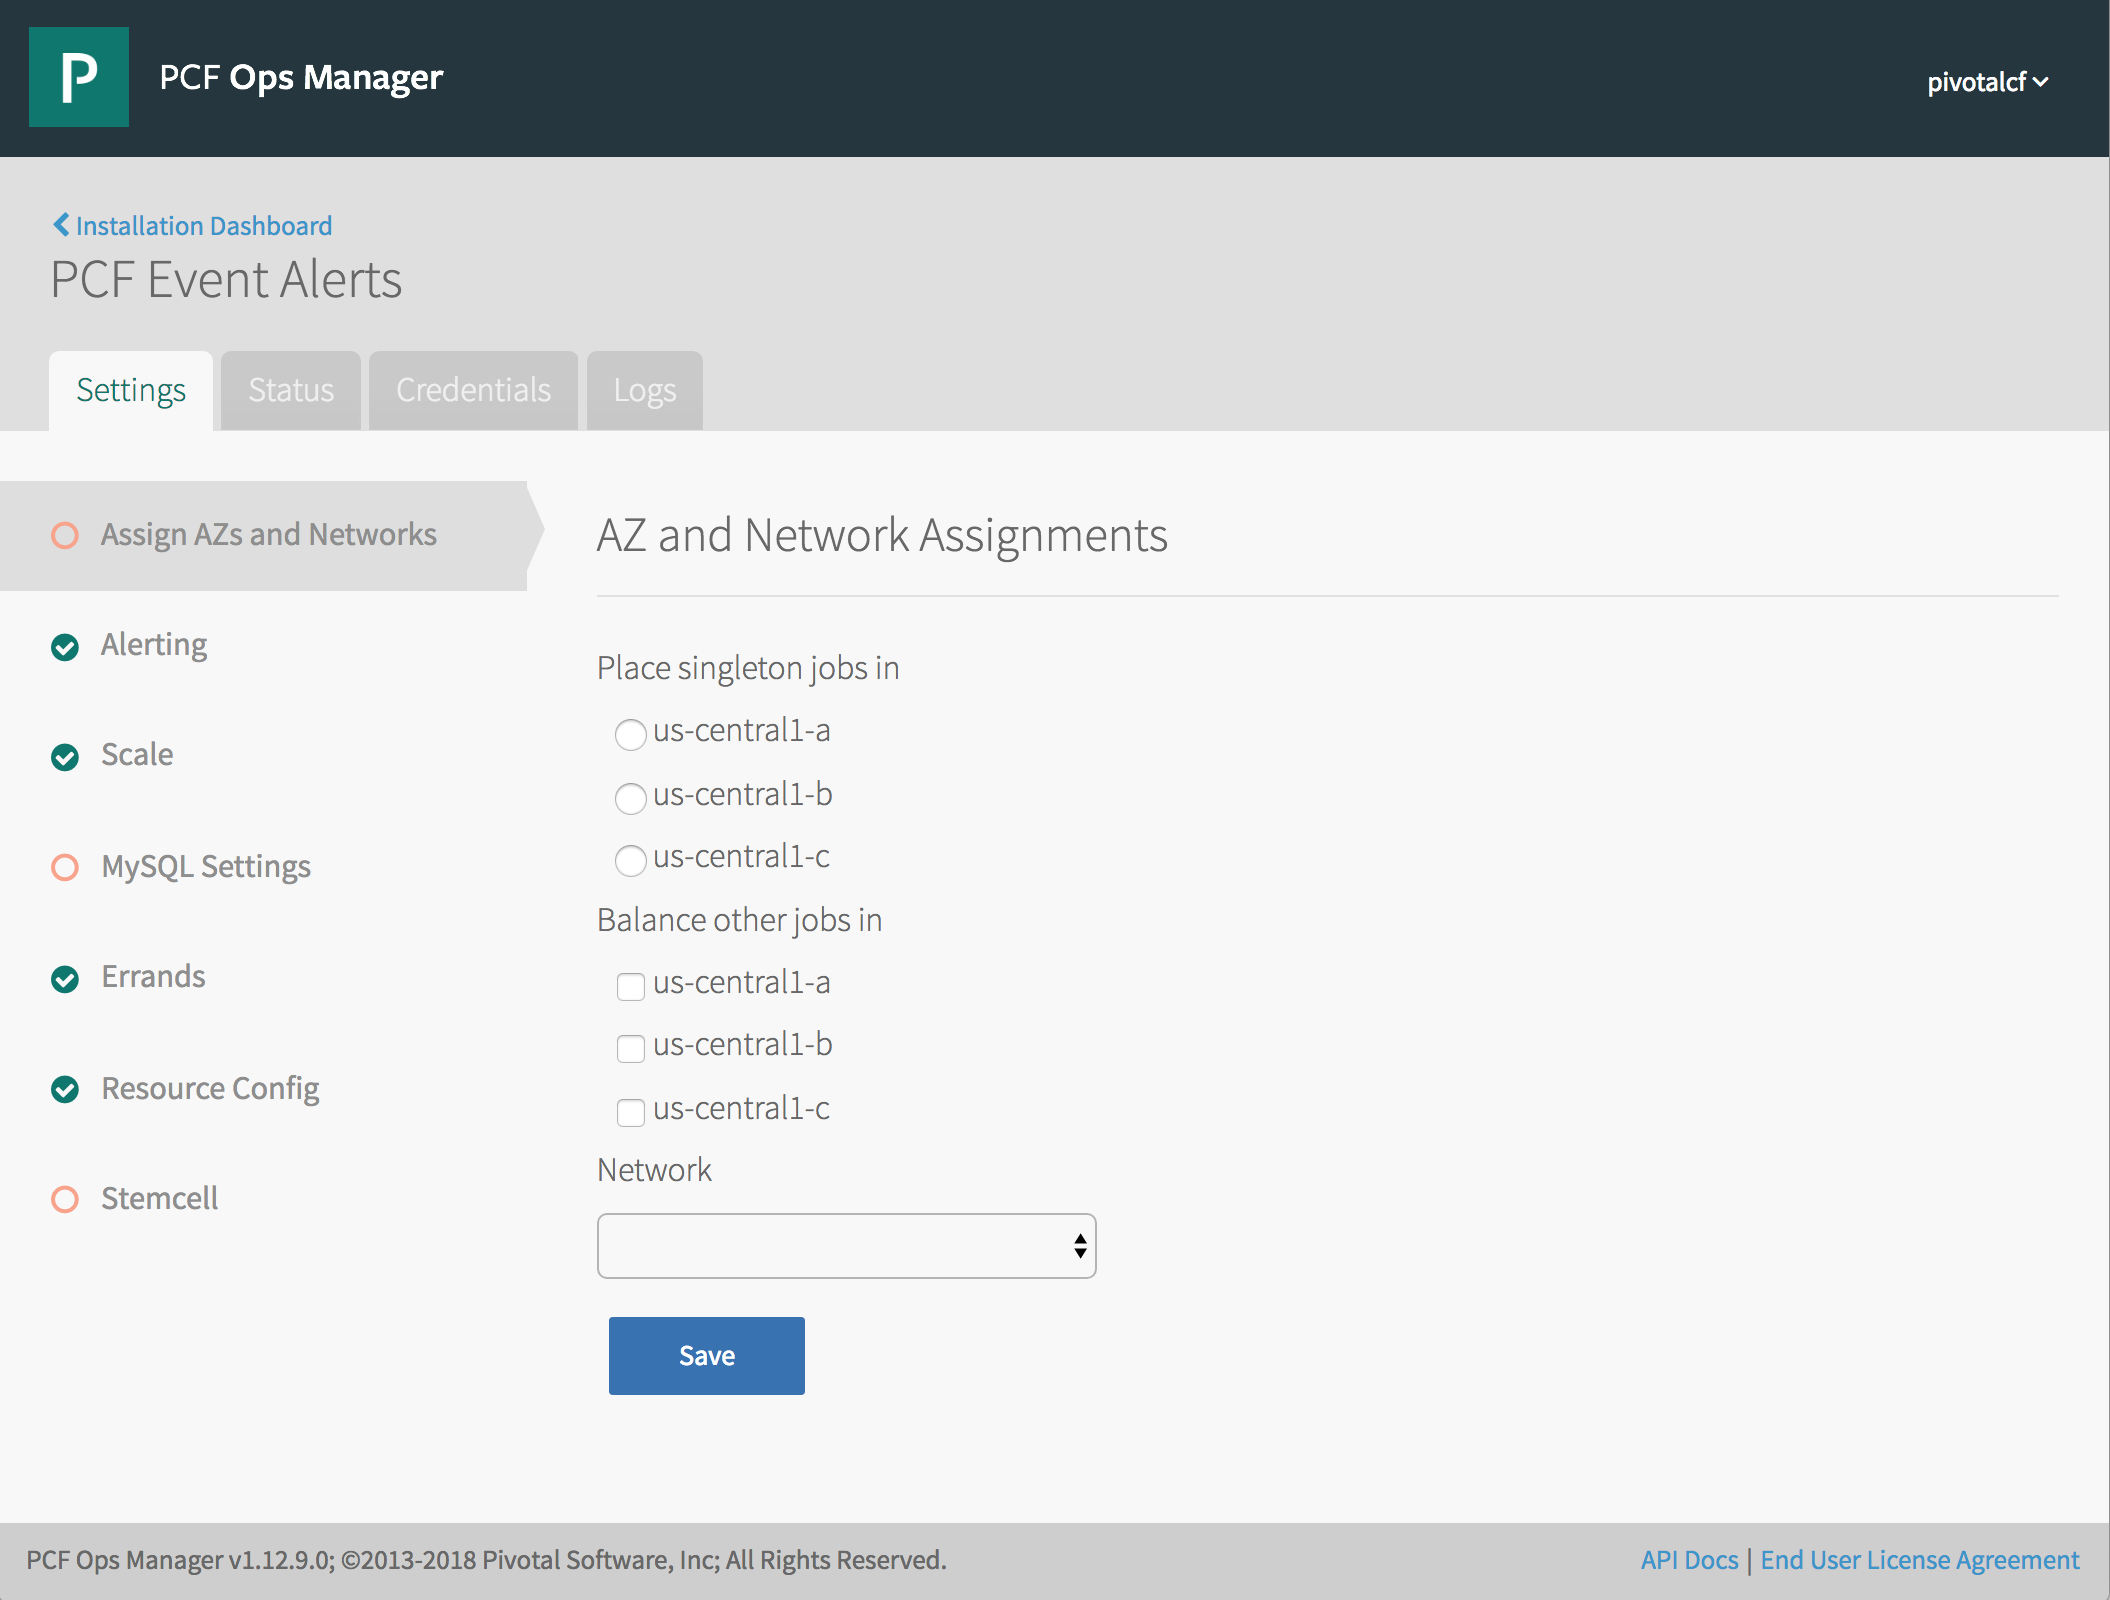 P
PCF Ops Manager
pivotalcf
Installation Dashboard
PCF Event Alerts
Settings
Status
Credentials
Logs
Assign AZs and Networks
Alerting
Scale
MySQL Settings
Errands
Resource Config
Stemcell
AZ and Network Assignments
Place singleton jobs in
us-central1-a
us-central1-b
us-central1-c
Balance other jobs in
us-central1-a
us-central1-b
us-central1-c
Network
Save
PCF Ops Manager v1.12.9.0; ©2013-2018 Pivotal Software, Inc; All Rights Reserved.
API Docs | End User License Agreement